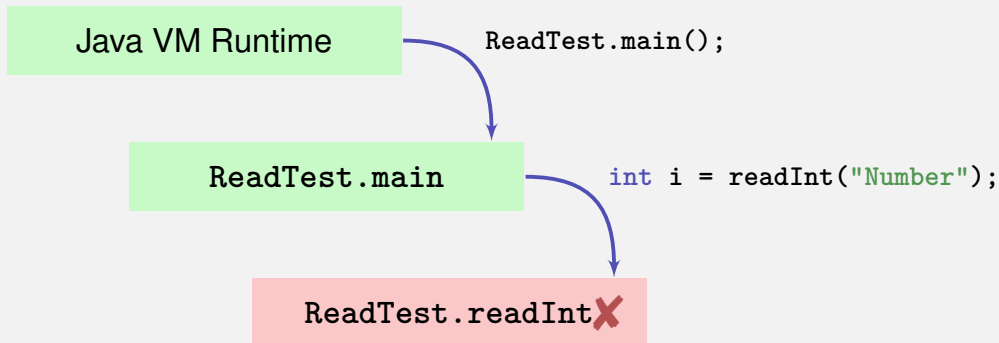 Java VM Runtime
ReadTest.main();
ReadTest.main
int i = readInt("Number");
ReadTest.readInt